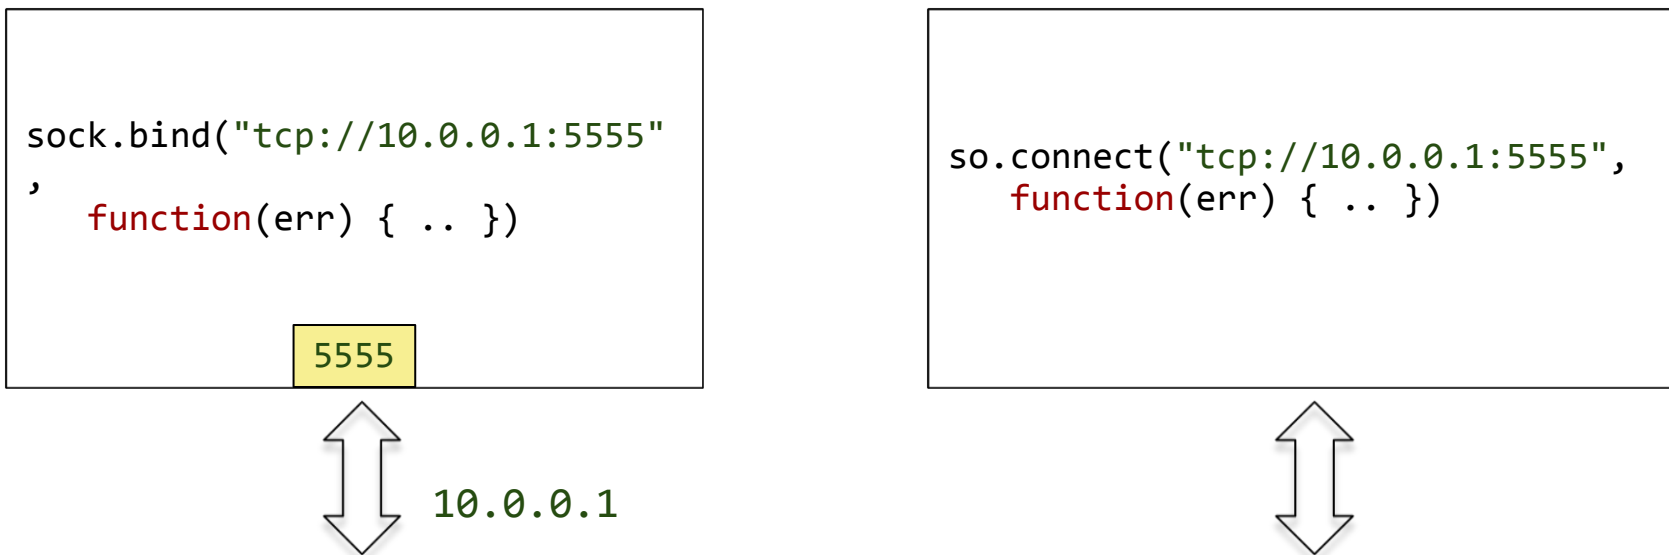 sock.bind("tcp://10.0.0.1:5555"
,
function(err) { .. })
5555
10.0.0.1
so.connect("tcp://10.0.0.1:5555",
function(err) { .. })